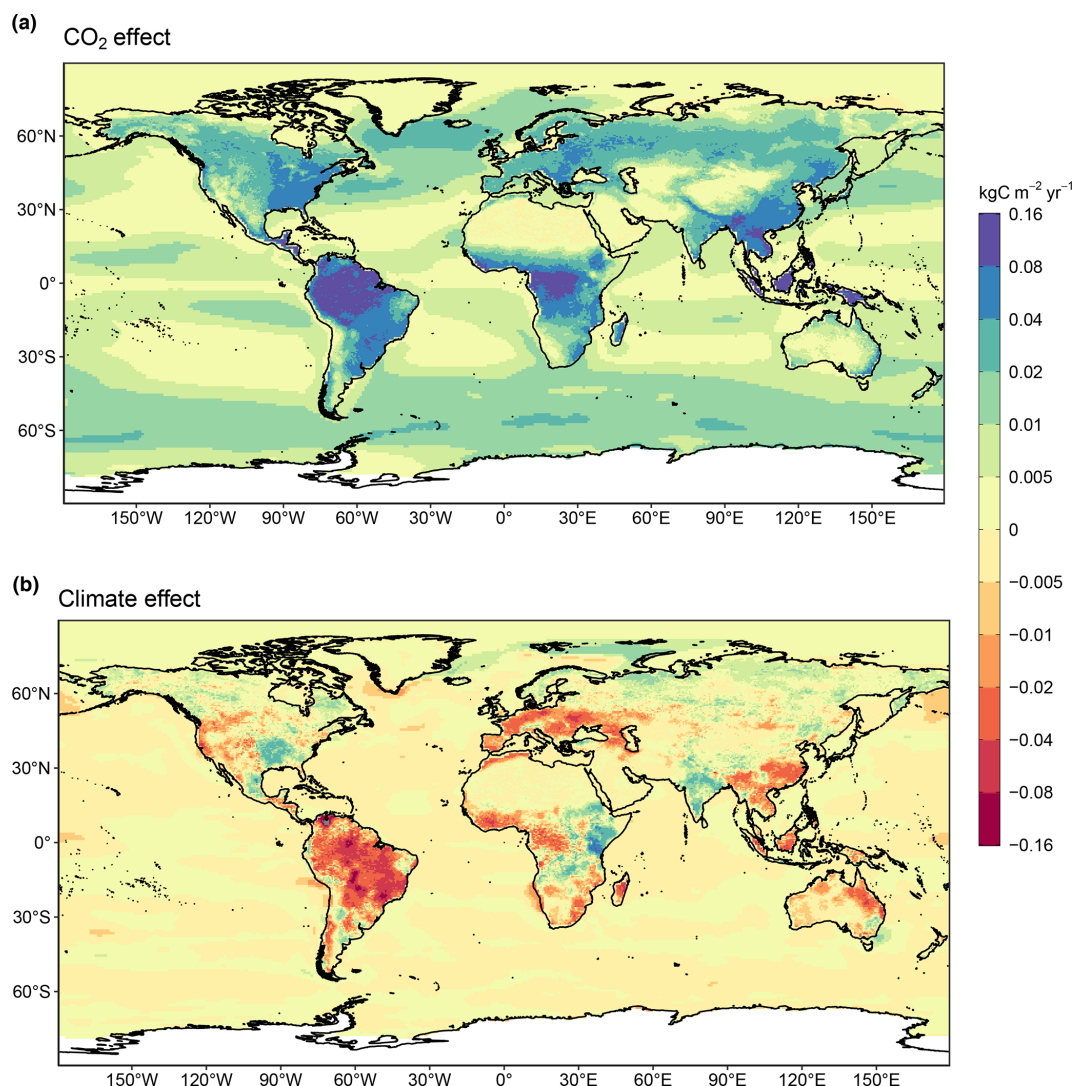 (a)
CO₂ effect
60°N
30°N
0°
30°S
60°S
150°W 120°W 90°W 60°W 30°W 0° 30°E 60°E 90°E 120°E 150°E
kgC m⁻² yr⁻¹
0.16
0.08
0.04
0.02
0.01
0.005
0
−0.005
−0.01
−0.02
−0.04
−0.08
−0.16
(b)
Climate effect
60°N
30°N
0°
30°S
60°S
150°W 120°W 90°W 60°W 30°W 0° 30°E 60°E 90°E 120°E 150°E